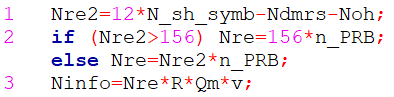 1 Nre2=12*N_sh_symb-Ndmrs-Noh;
2 if (Nre2>156) Nre=156*n_PRB;
else Nre=Nre2*n_PRB;
3 Ninfo=Nre*R*Qm*v;